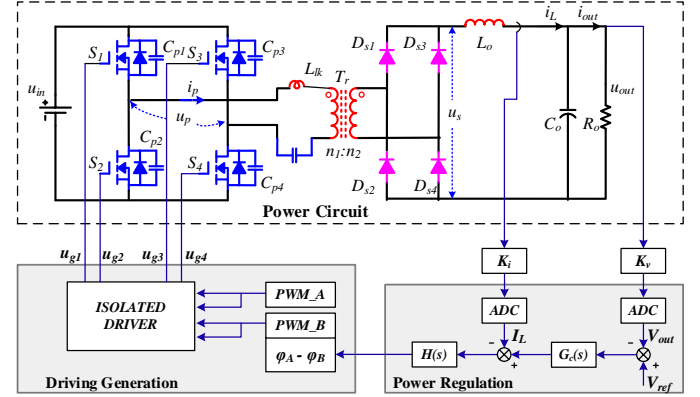 S1
Cp1
S3
Cp3
Ds1
Ds3
Lo
iL
iout
uin
ip
Llk
Tr
up
us
uout
Co
Ro
Cp2
n1:n2
S2
S4
Cp4
Ds2
Ds4
Power Circuit
ug1
ug2
ug3
ug4
Ki
Kv
ISOLATED
DRIVER
PWM_A
PWM_B
φA - φB
ADC
ADC
IL
Vout
H(s)
Gc(s)
-
+
-
+
Vref
Driving Generation
Power Regulation